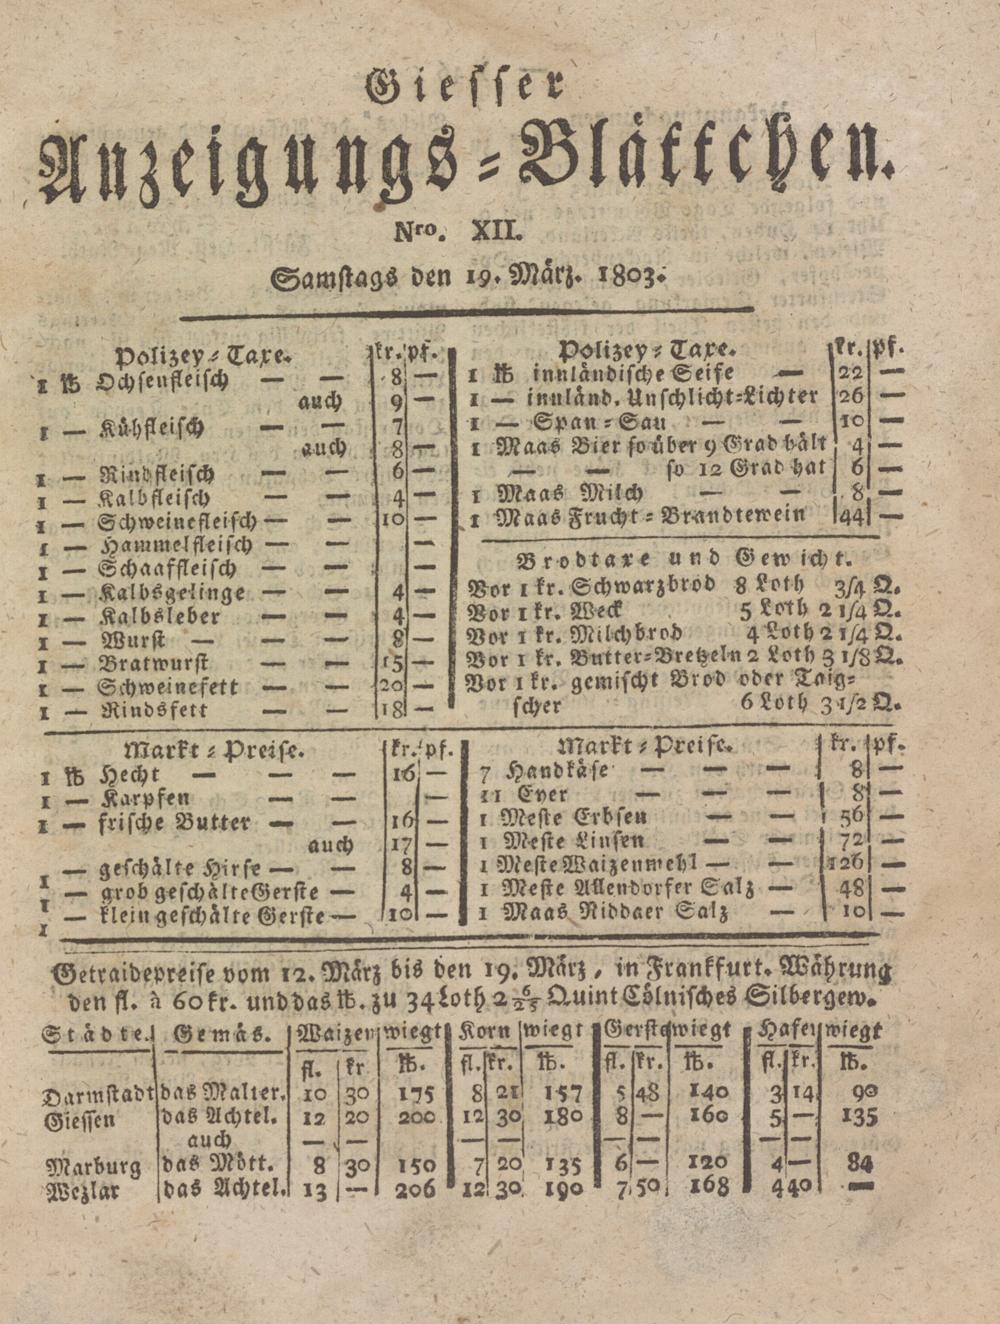 Giesser
Anzeigungs-Blättchen.
Nro. XII.
Samstags den 19. März. 1803.
Polizey-Taxe. kr. pf.
1 ℔ Ochsenfleisch — — 8 —
auch 9 —
1 — Kühfleisch — — 7
auch 8 —
1 — Rindfleisch — — 6 —
1 — Kalbfleisch — — 4 —
1 — Schweinefleisch — — 10 —
1 — Hammelfleisch — — —
1 — Schaaffleisch — — —
1 — Kalbsgelinge — — 4 —
1 — Kalbsleber — — 4 —
1 — Wurst — — — 8 —
1 — Bratwurst — — 15 —
1 — Schweinefett — — 20 —
1 — Rindsfett — — 18 —
Polizey-Taxe. kr. pf.
1 ℔ innländische Seife — 22 —
1 — innländ. Unschlicht-Lichter 26 —
1 — Span-Sau — — 10 —
1 Maas Bier so über 9 Grad hält 4 —
— — so 12 Grad hat 6 —
1 Maas Milch — — 8 —
1 Maas Frucht-Brandtewein 44 —
Brodtaxe und Gewicht.
Vor 1 kr. Schwarzbrod 8 Loth 3/4 Q.
Vor 1 kr. Weck 5 Loth 2 1/4 Q.
Vor 1 kr. Milchbrod 4 Loth 2 1/4 Q.
Vor 1 kr. Butter-Bretzeln 2 Loth 3 1/8 Q.
Vor 1 kr. gemischt Brod oder Taig-
scher 6 Loth 3 1/2 Q.
Markt-Preise. kr. pf.
1 ℔ Hecht — — — 16 —
1 — Karpfen — — —
1 — frische Butter — — 16 —
auch 17 —
1 — geschälte Hirse — — 8 —
1 — grob geschälte Gerste — 4 —
1 — klein geschälte Gerste — 10 —
Markt-Preise. kr. pf.
7 Handkäse — — — 8 —
11 Eyer — — — 8 —
1 Meste Erbsen — — 56 —
1 Meste Linsen — — 72 —
1 Meste Waizenmehl — — 126 —
1 Meste Allendorfer Salz — 48 —
1 Maas Niddaer Salz — 10 —
Getraidepreise vom 12. März bis den 19. März, in Frankfurt. Währung
den fl. à 60 kr. und das ℔. zu 34 Loth 2 6/25 Quint Cölnisches Silbergew.
Städte. Gemäs. Waizen wiegt Korn wiegt Gerste wiegt Hafer wiegt
fl. kr ℔. fl. kr. ℔. fl. kr. ℔. fl. kr. ℔.
Darmstadt das Malter. 10 30 175 8 21 157 5 48 140 3 14 90
Giessen das Achtel. 12 20 200 12 30 180 8 — 160 5 — 135
auch — — — — — — — —
Marburg das Mött. 8 30 150 7 20 135 6 — 120 4 — 84
Wezlar das Achtel. 13 — 206 12 30 190 7 50 168 4 40 —